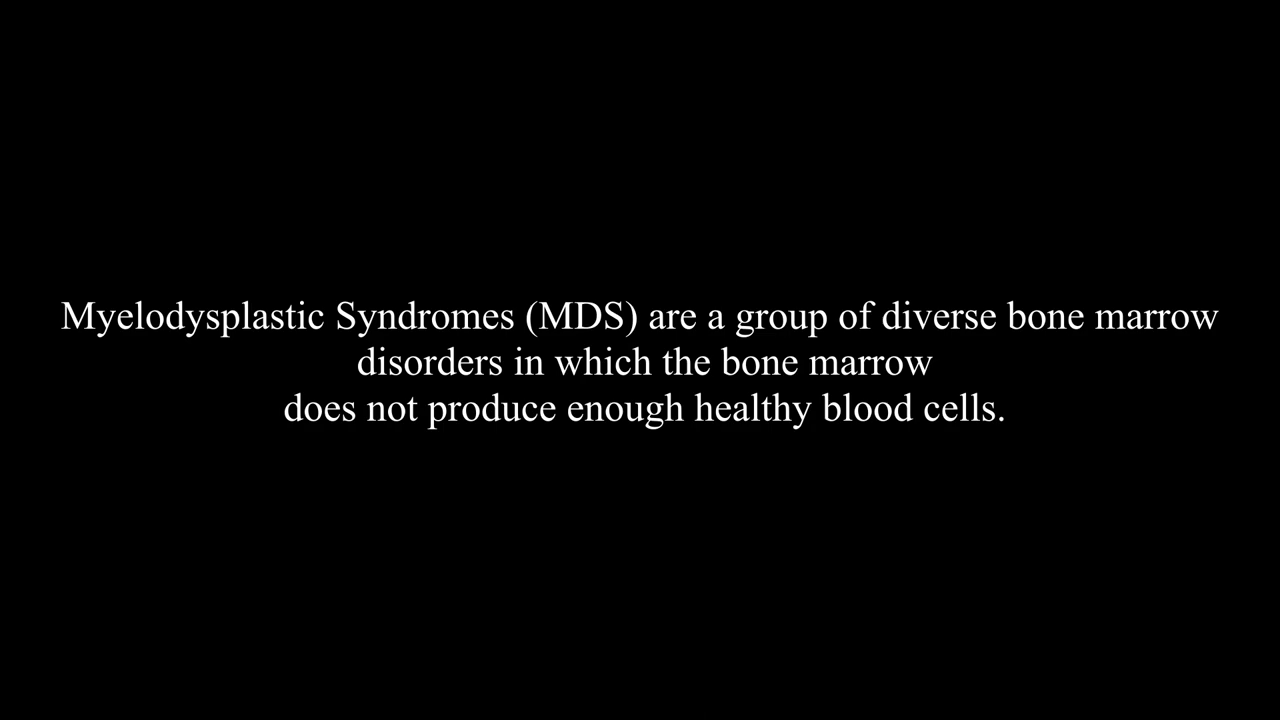 Myelodysplastic Syndromes (MDS) are a group of diverse bone marrow
disorders in which the bone marrow
does not produce enough healthy blood cells.